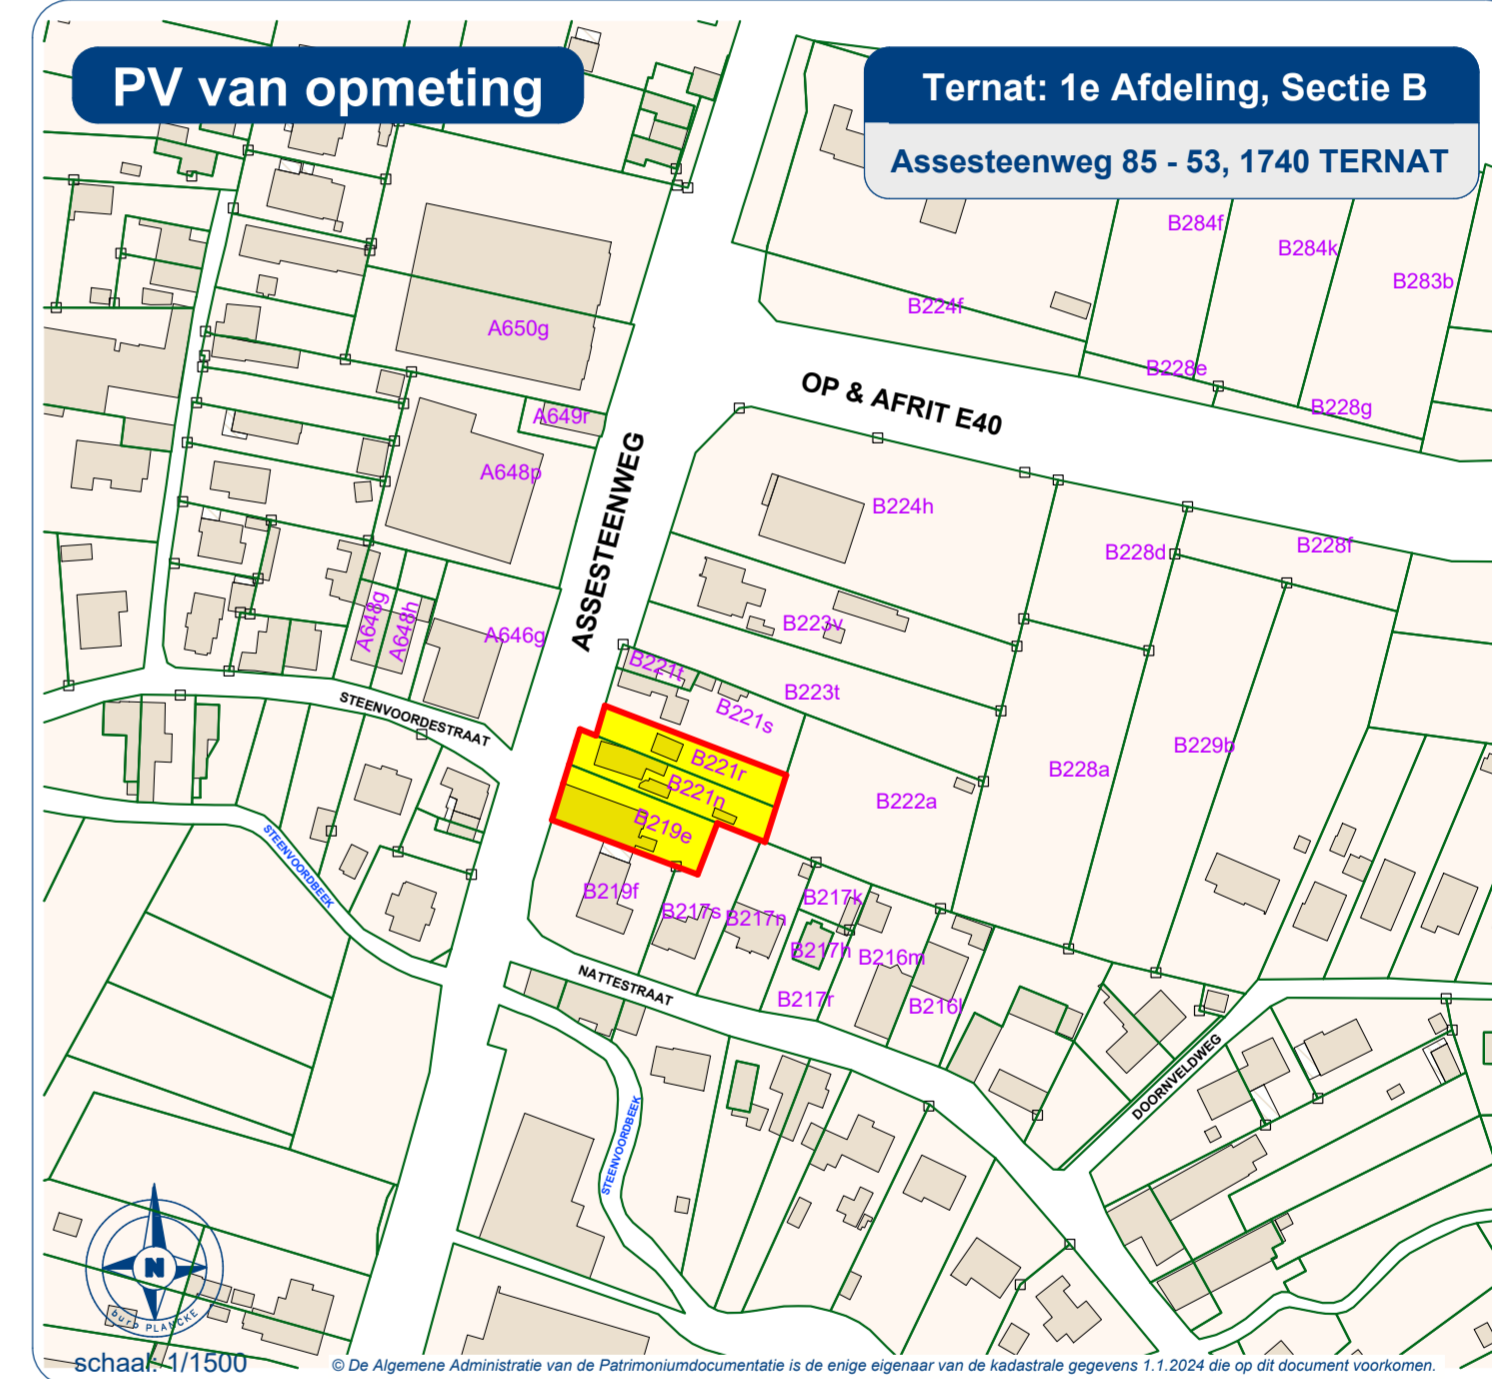 PV van opmeting
Ternat: 1e Afdeling, Sectie B
Assesteenweg 85 - 53, 1740 TERNAT
B284f
B284k
B283b
B224f
A650g
B228e
B228g
OP & AFRIT E40
A649r
ASSESTEENWEG
A648p
B224h
B228d
B228f
A648g
A648h
A646g
B223v
B221t
B223t
B221s
STEENVOORDESTRAAT
B229b
B221r
B228a
B221n
B222a
B219e
STEENVOORDBEEK
B219f
B217s
B217n
B217k
B217h
B216m
NATTESTRAAT
B217r
B216l
DOORNVELDWEG
STEENVOORDBEEK
N
buro PLANCKE
schaal: 1/1500
© De Algemene Administratie van de Patrimoniumdocumentatie is de enige eigenaar van de kadastrale gegevens 1.1.2024 die op dit document voorkomen.